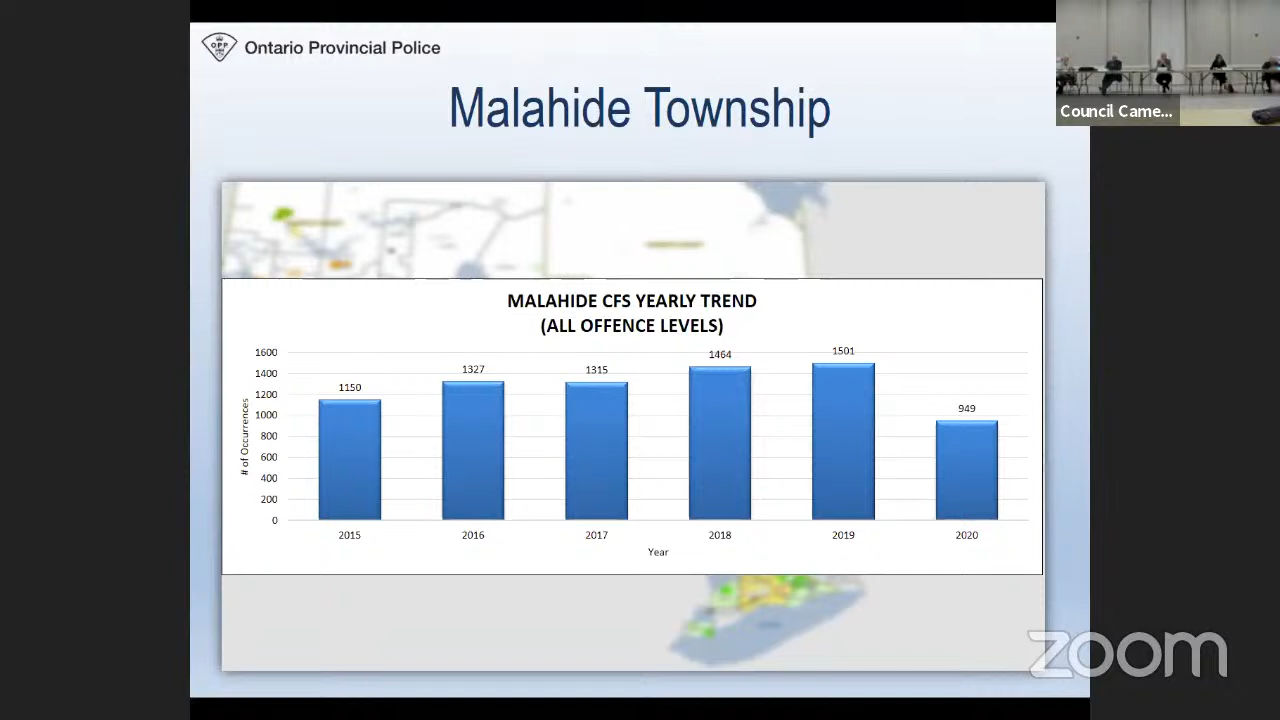 OPP
Ontario Provincial Police
Council Came...
Malahide Township
MALAHIDE CFS YEARLY TREND
(ALL OFFENCE LEVELS)
# of Occurrences
1600
1400
1200
1000
800
600
400
200
0
1150
1327
1315
1464
1501
949
2015
2016
2017
2018
2019
2020
Year
zoom